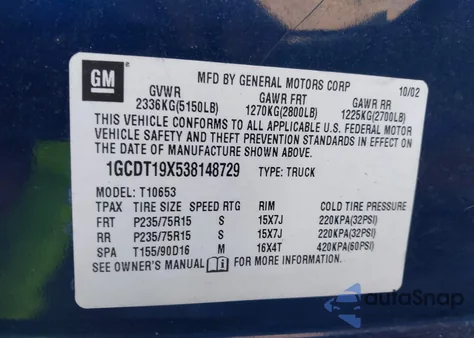 GM
MFD BY GENERAL MOTORS CORP 10/02
GVWR GAWR FRT GAWR RR
2336KG(5150LB) 1270KG(2800LB) 1225KG(2700LB)
THIS VEHICLE CONFORMS TO ALL APPLICABLE U.S. FEDERAL MOTOR
VEHICLE SAFETY AND THEFT PREVENTION STANDARDS IN EFFECT ON
THE DATE OF MANUFACTURE SHOWN ABOVE.
1GCDT19X538148729 TYPE: TRUCK
MODEL: T10653
TPAX TIRE SIZE SPEED RTG RIM COLD TIRE PRESSURE
FRT P235/75R15 S 15X7J 220KPA(32PSI)
RR P235/75R15 S 15X7J 220KPA(32PSI)
SPA T155/90D16 M 16X4T 420KPA(60PSI)
SEE OWNER'S MANUAL FOR MORE INFORMATION
autoSnap